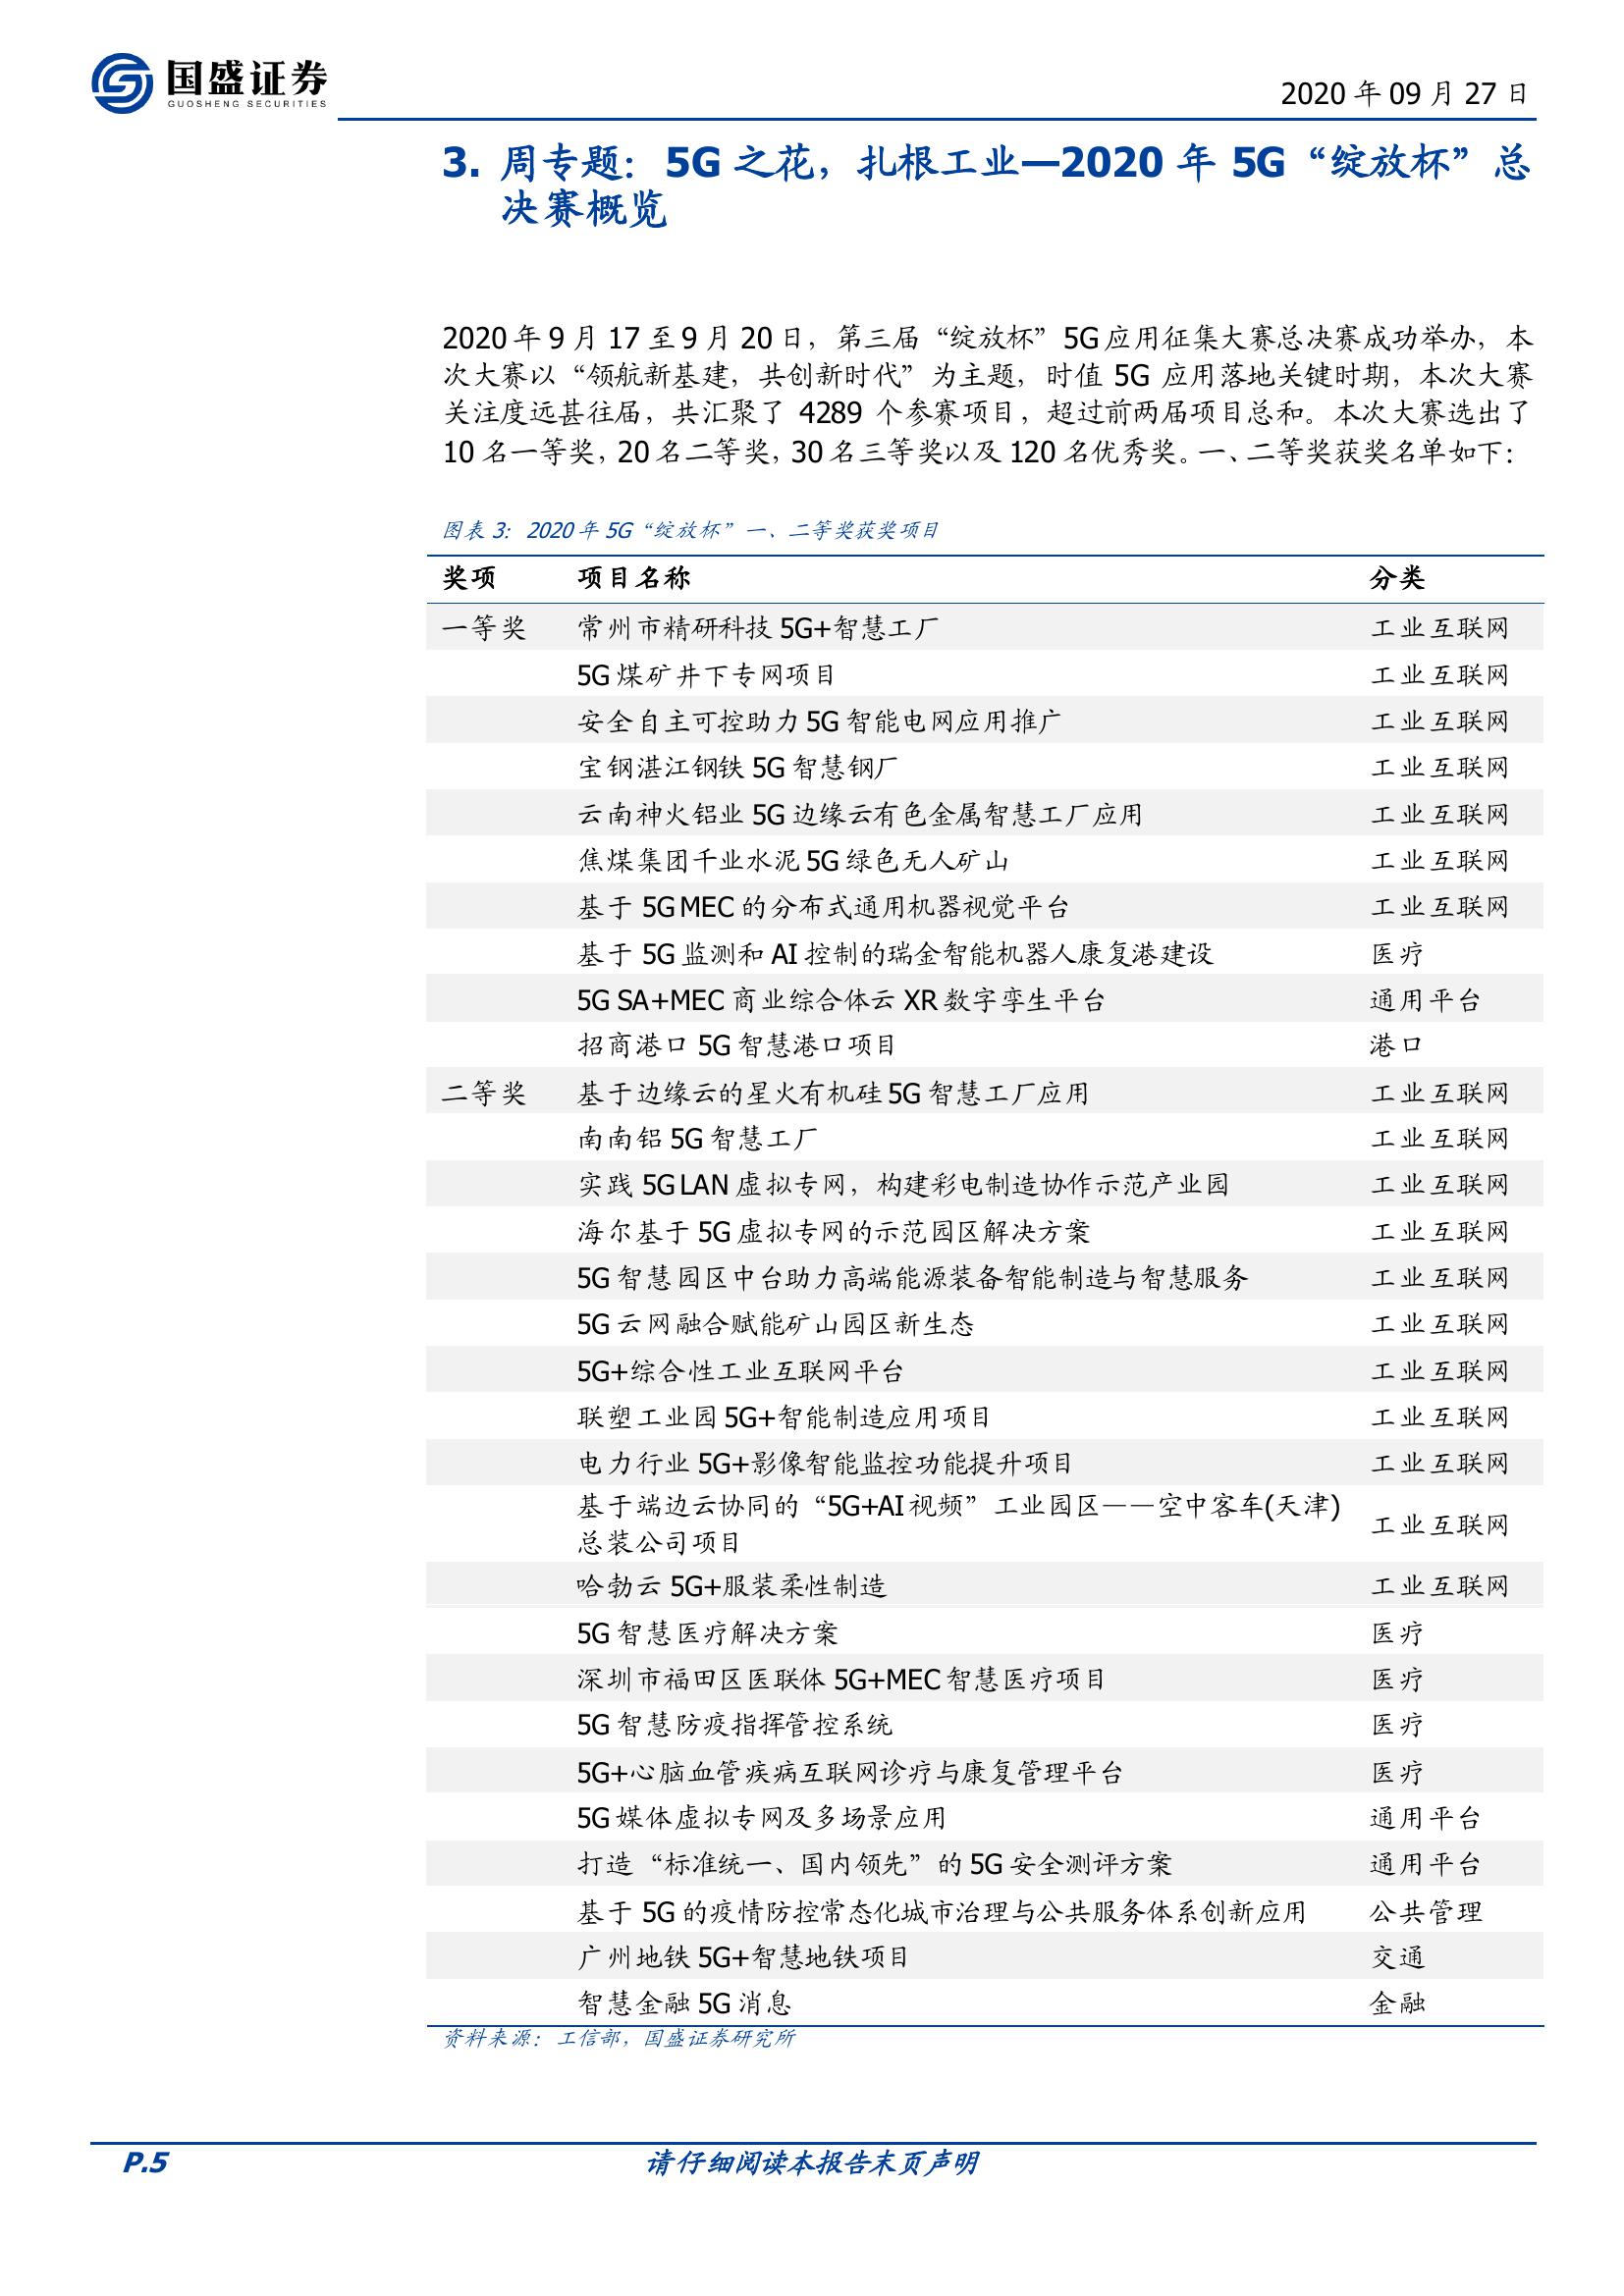 国盛证券
GUOSHENG SECURITIES
2020 年 09 月 27 日
3. 周专题：5G 之花，扎根工业—2020 年 5G“绽放杯”总
决赛概览
2020 年 9 月 17 至 9 月 20 日，第三届“绽放杯”5G 应用征集大赛总决赛成功举办，本
次大赛以“领航新基建，共创新时代”为主题，时值 5G 应用落地关键时期，本次大赛
关注度远甚往届，共汇聚了 4289 个参赛项目，超过前两届项目总和。本次大赛选出了
10 名一等奖，20 名二等奖，30 名三等奖以及 120 名优秀奖。一、二等奖获奖名单如下：
图表 3：2020 年 5G“绽放杯”一、二等奖获奖项目
奖项 项目名称 分类
一等奖 常州市精研科技 5G+智慧工厂 工业互联网
5G 煤矿井下专网项目 工业互联网
安全自主可控助力 5G 智能电网应用推广 工业互联网
宝钢湛江钢铁 5G 智慧钢厂 工业互联网
云南神火铝业 5G 边缘云有色金属智慧工厂应用 工业互联网
焦煤集团千业水泥 5G 绿色无人矿山 工业互联网
基于 5G MEC 的分布式通用机器视觉平台 工业互联网
基于 5G 监测和 AI 控制的瑞金智能机器人康复港建设 医疗
5G SA+MEC 商业综合体云 XR 数字孪生平台 通用平台
招商港口 5G 智慧港口项目 港口
二等奖 基于边缘云的星火有机硅 5G 智慧工厂应用 工业互联网
南南铝 5G 智慧工厂 工业互联网
实践 5G LAN 虚拟专网，构建彩电制造协作示范产业园 工业互联网
海尔基于 5G 虚拟专网的示范园区解决方案 工业互联网
5G 智慧园区中台助力高端能源装备智能制造与智慧服务 工业互联网
5G 云网融合赋能矿山园区新生态 工业互联网
5G+综合性工业互联网平台 工业互联网
联塑工业园 5G+智能制造应用项目 工业互联网
电力行业 5G+影像智能监控功能提升项目 工业互联网
基于端边云协同的“5G+AI 视频”工业园区——空中客车(天津)
总装公司项目 工业互联网
哈勃云 5G+服装柔性制造 工业互联网
5G 智慧医疗解决方案 医疗
深圳市福田区医联体 5G+MEC 智慧医疗项目 医疗
5G 智慧防疫指挥管控系统 医疗
5G+心脑血管疾病互联网诊疗与康复管理平台 医疗
5G 媒体虚拟专网及多场景应用 通用平台
打造“标准统一、国内领先”的 5G 安全测评方案 通用平台
基于 5G 的疫情防控常态化城市治理与公共服务体系创新应用 公共管理
广州地铁 5G+智慧地铁项目 交通
智慧金融 5G 消息 金融
资料来源：工信部，国盛证券研究所
P.5 请仔细阅读本报告末页声明